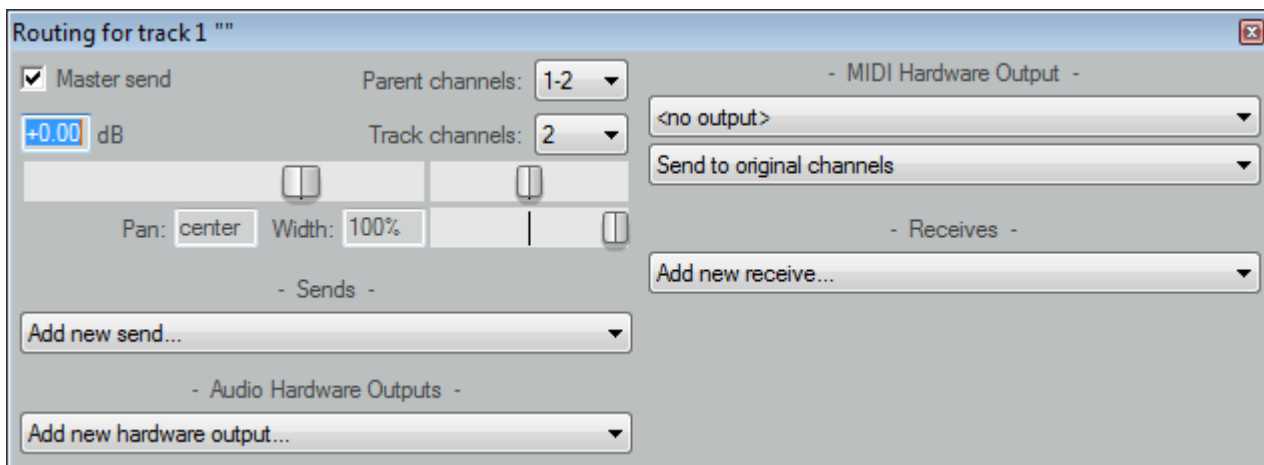 Routing for track 1 ""
Master send
Parent channels: 1-2
+0.00 dB
Track channels: 2
Pan: center Width: 100%
- Sends -
Add new send...
- Audio Hardware Outputs -
Add new hardware output...
- MIDI Hardware Output -
<no output>
Send to original channels
- Receives -
Add new receive...